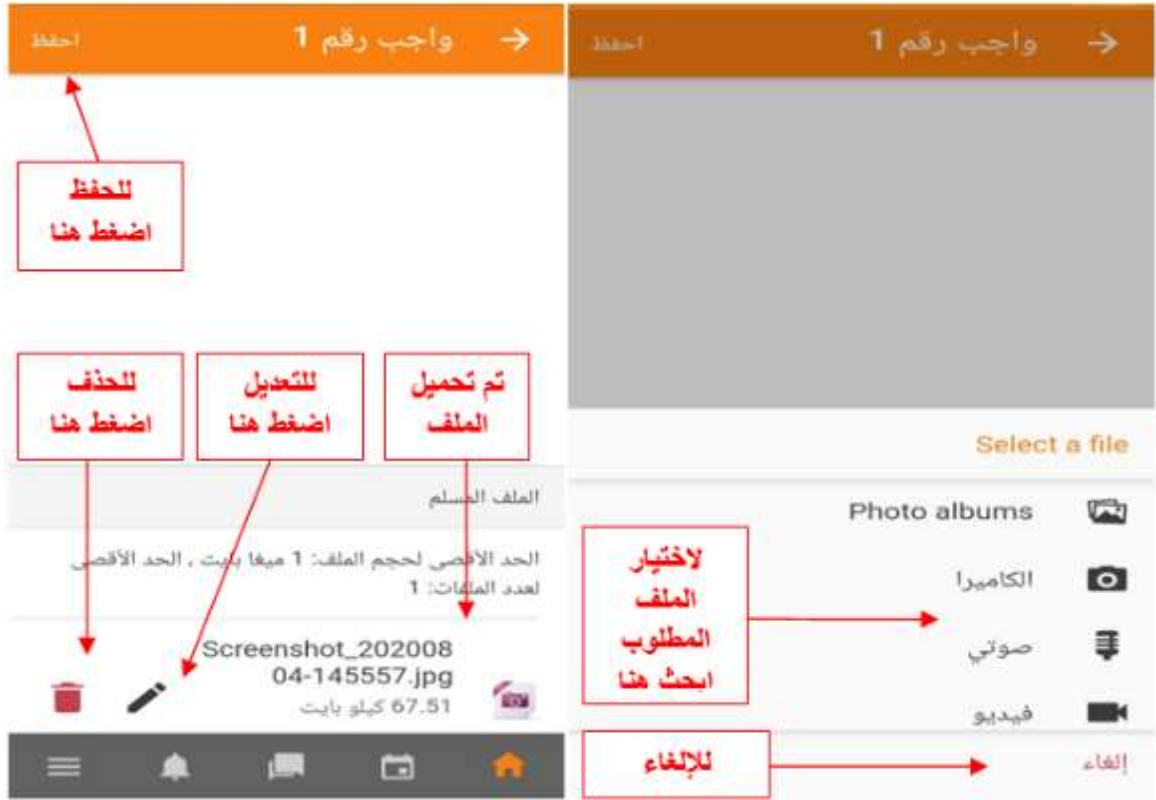 واجب رقم 1
احفظ
Select a file
Photo albums
الكاميرا
صوتي
فيديو
إلغاء
لاختيار
الملف
المطلوب
ابحث هنا
للإلغاء
واجب رقم 1
احفظ
للحفظ
اضغط هنا
تم تحميل
الملف
للتعديل
اضغط هنا
للحذف
اضغط هنا
الملف المسلم
الحد الأقصى لحجم الملف: 1 ميغا بايت , الحد الأقصى
لعدد الملفات: 1
Screenshot_202008
04-145557.jpg
67.51 كيلو بايت